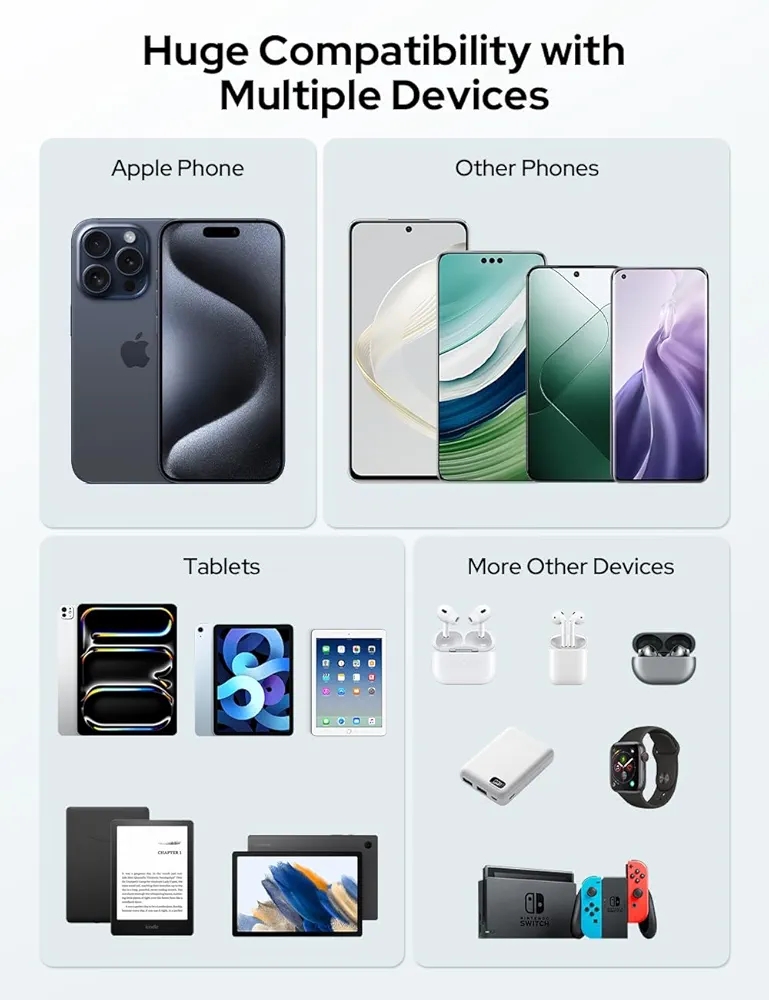 Huge Compatibility with
Multiple Devices
Apple Phone
Other Phones
Tablets
More Other Devices
CHAPTER 1
kindle
NINTENDO
SWITCH